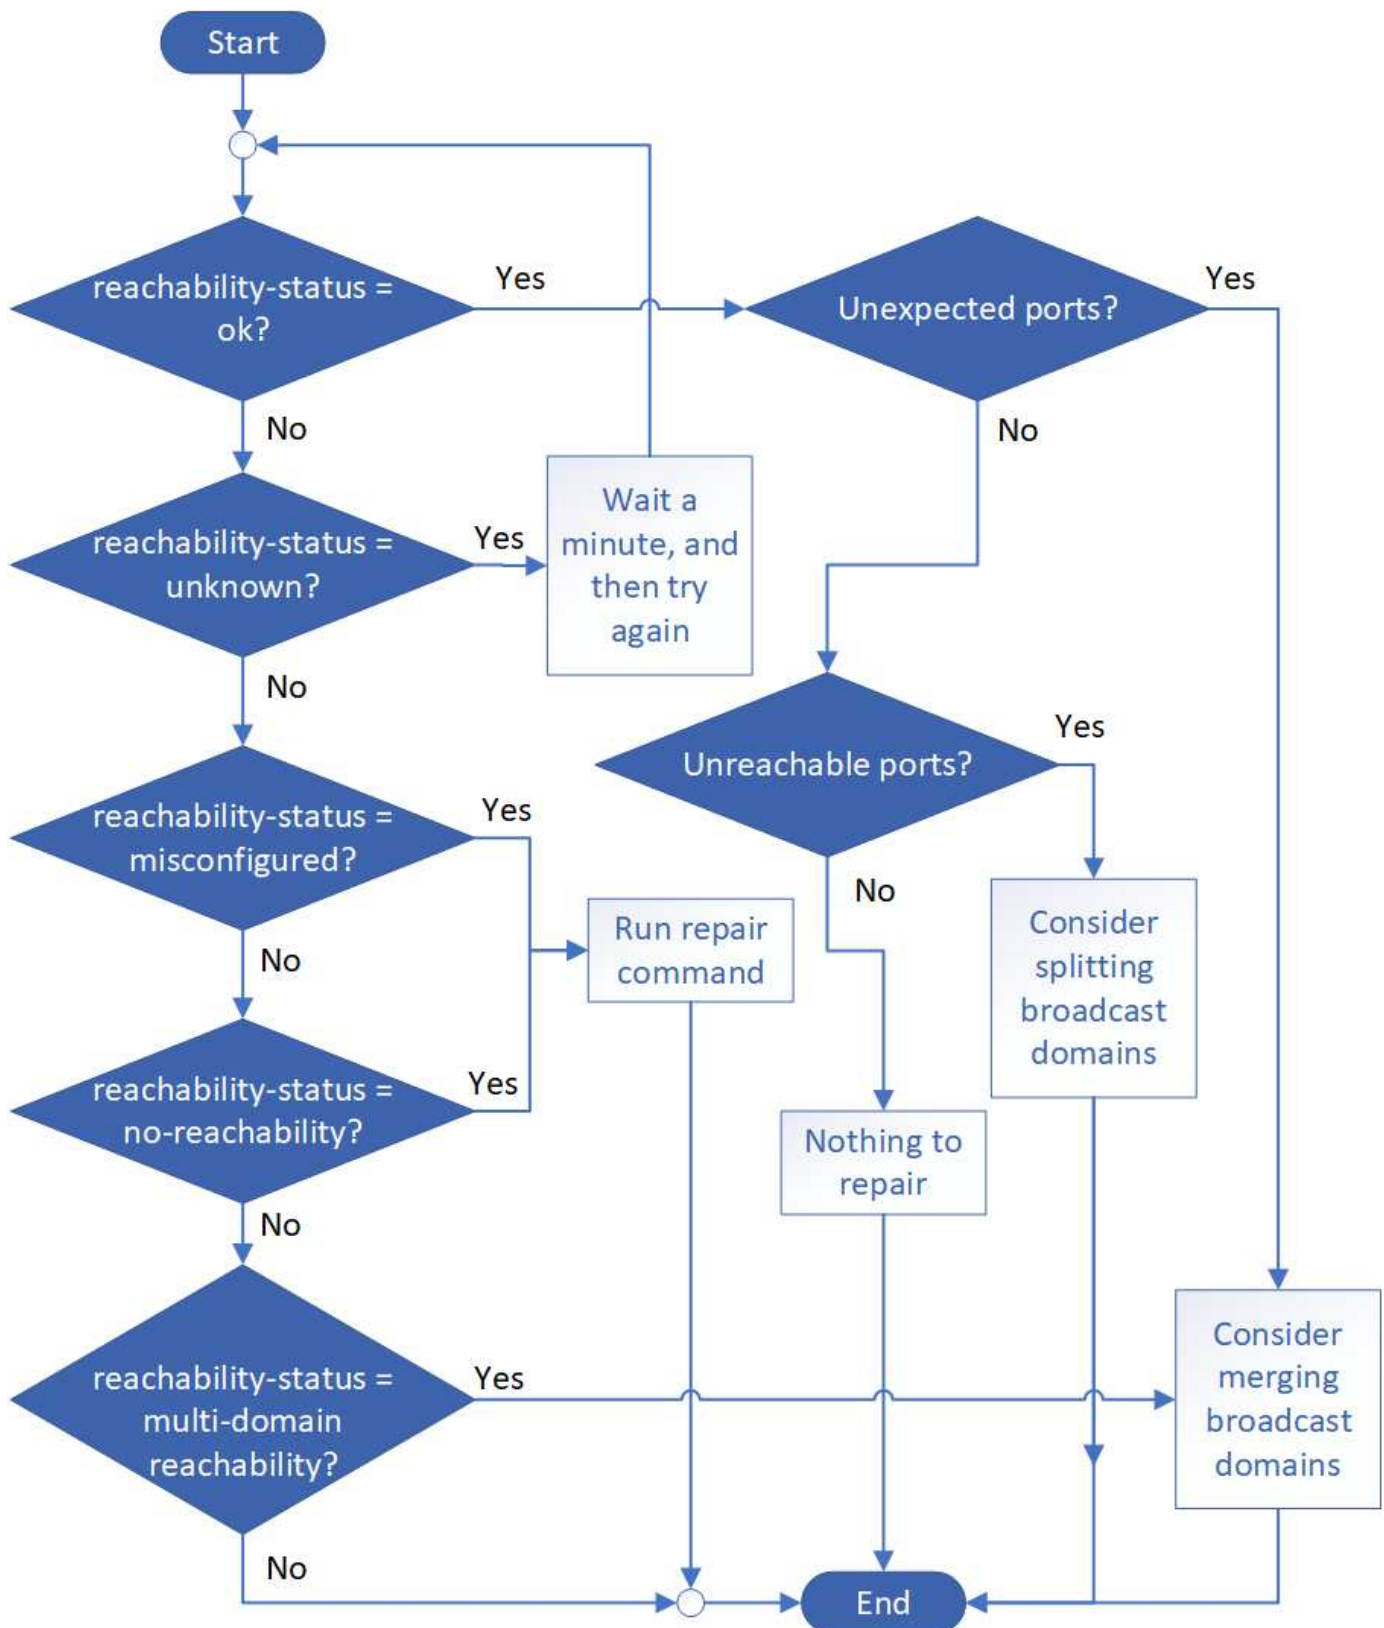 Start
reachability-status =
ok?
Yes
Unexpected ports?
Yes
No
No
reachability-status =
unknown?
Yes
Wait a
minute, and
then try
again
No
Unreachable ports?
Yes
reachability-status =
misconfigured?
Yes
No
No
Run repair
command
Consider
splitting
broadcast
domains
reachability-status =
no-reachability?
Yes
Nothing to
repair
No
reachability-status =
multi-domain
reachability?
Yes
Consider
merging
broadcast
domains
No
End